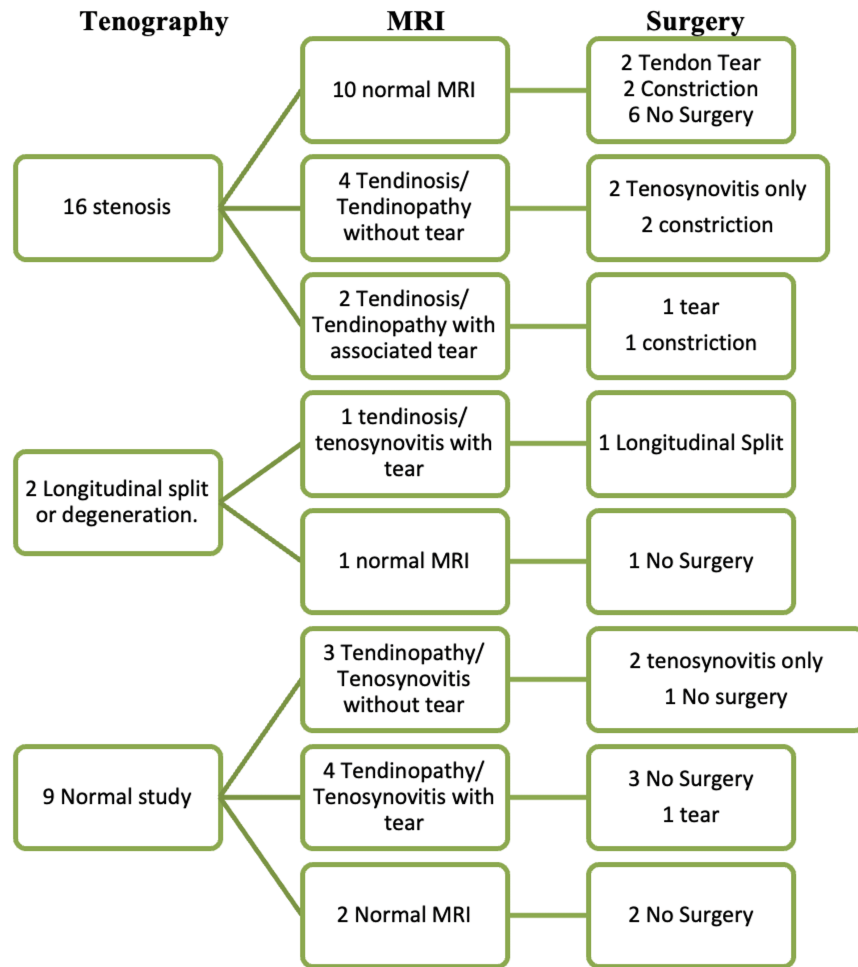 Tenography
MRI
Surgery
16 stenosis
10 normal MRI
2 Tendon Tear
2 Constriction
6 No Surgery
4 Tendinosis/
Tendinopathy
without tear
2 Tenosynovitis only
2 constriction
2 Tendinosis/
Tendinopathy with
associated tear
1 tear
1 constriction
2 Longitudinal split
or degeneration.
1 tendinosis/
tenosynovitis with
tear
1 Longitudinal Split
1 normal MRI
1 No Surgery
9 Normal study
3 Tendinopathy/
Tenosynovitis
without tear
2 tenosynovitis only
1 No surgery
4 Tendinopathy/
Tenosynovitis with
tear
3 No Surgery
1 tear
2 Normal MRI
2 No Surgery